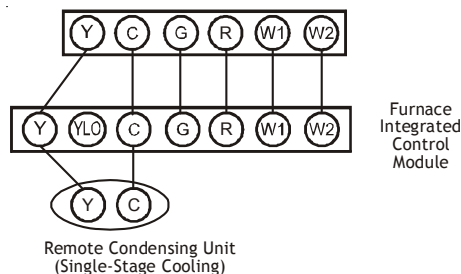 Y C G R W1 W2
Y YLO C G R W1 W2
Furnace
Integrated
Control
Module
Y C
Remote Condensing Unit
(Single-Stage Cooling)